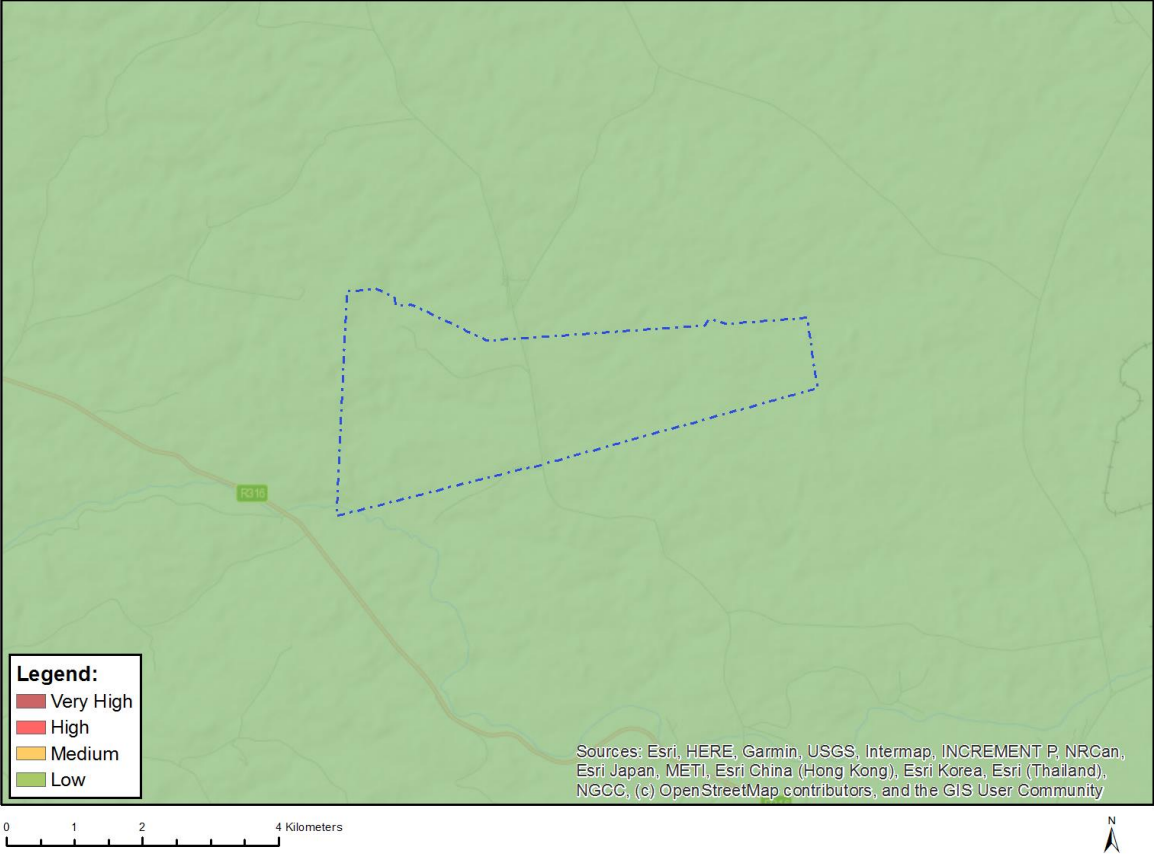 R316
Legend:
Very High
High
Medium
Low
Sources: Esri, HERE, Garmin, USGS, Intermap, INCREMENT P, NRCan,
Esri Japan, METI, Esri China (Hong Kong), Esri Korea, Esri (Thailand),
NGCC, (c) OpenStreetMap contributors, and the GIS User Community
0 1 2 4 Kilometers
N